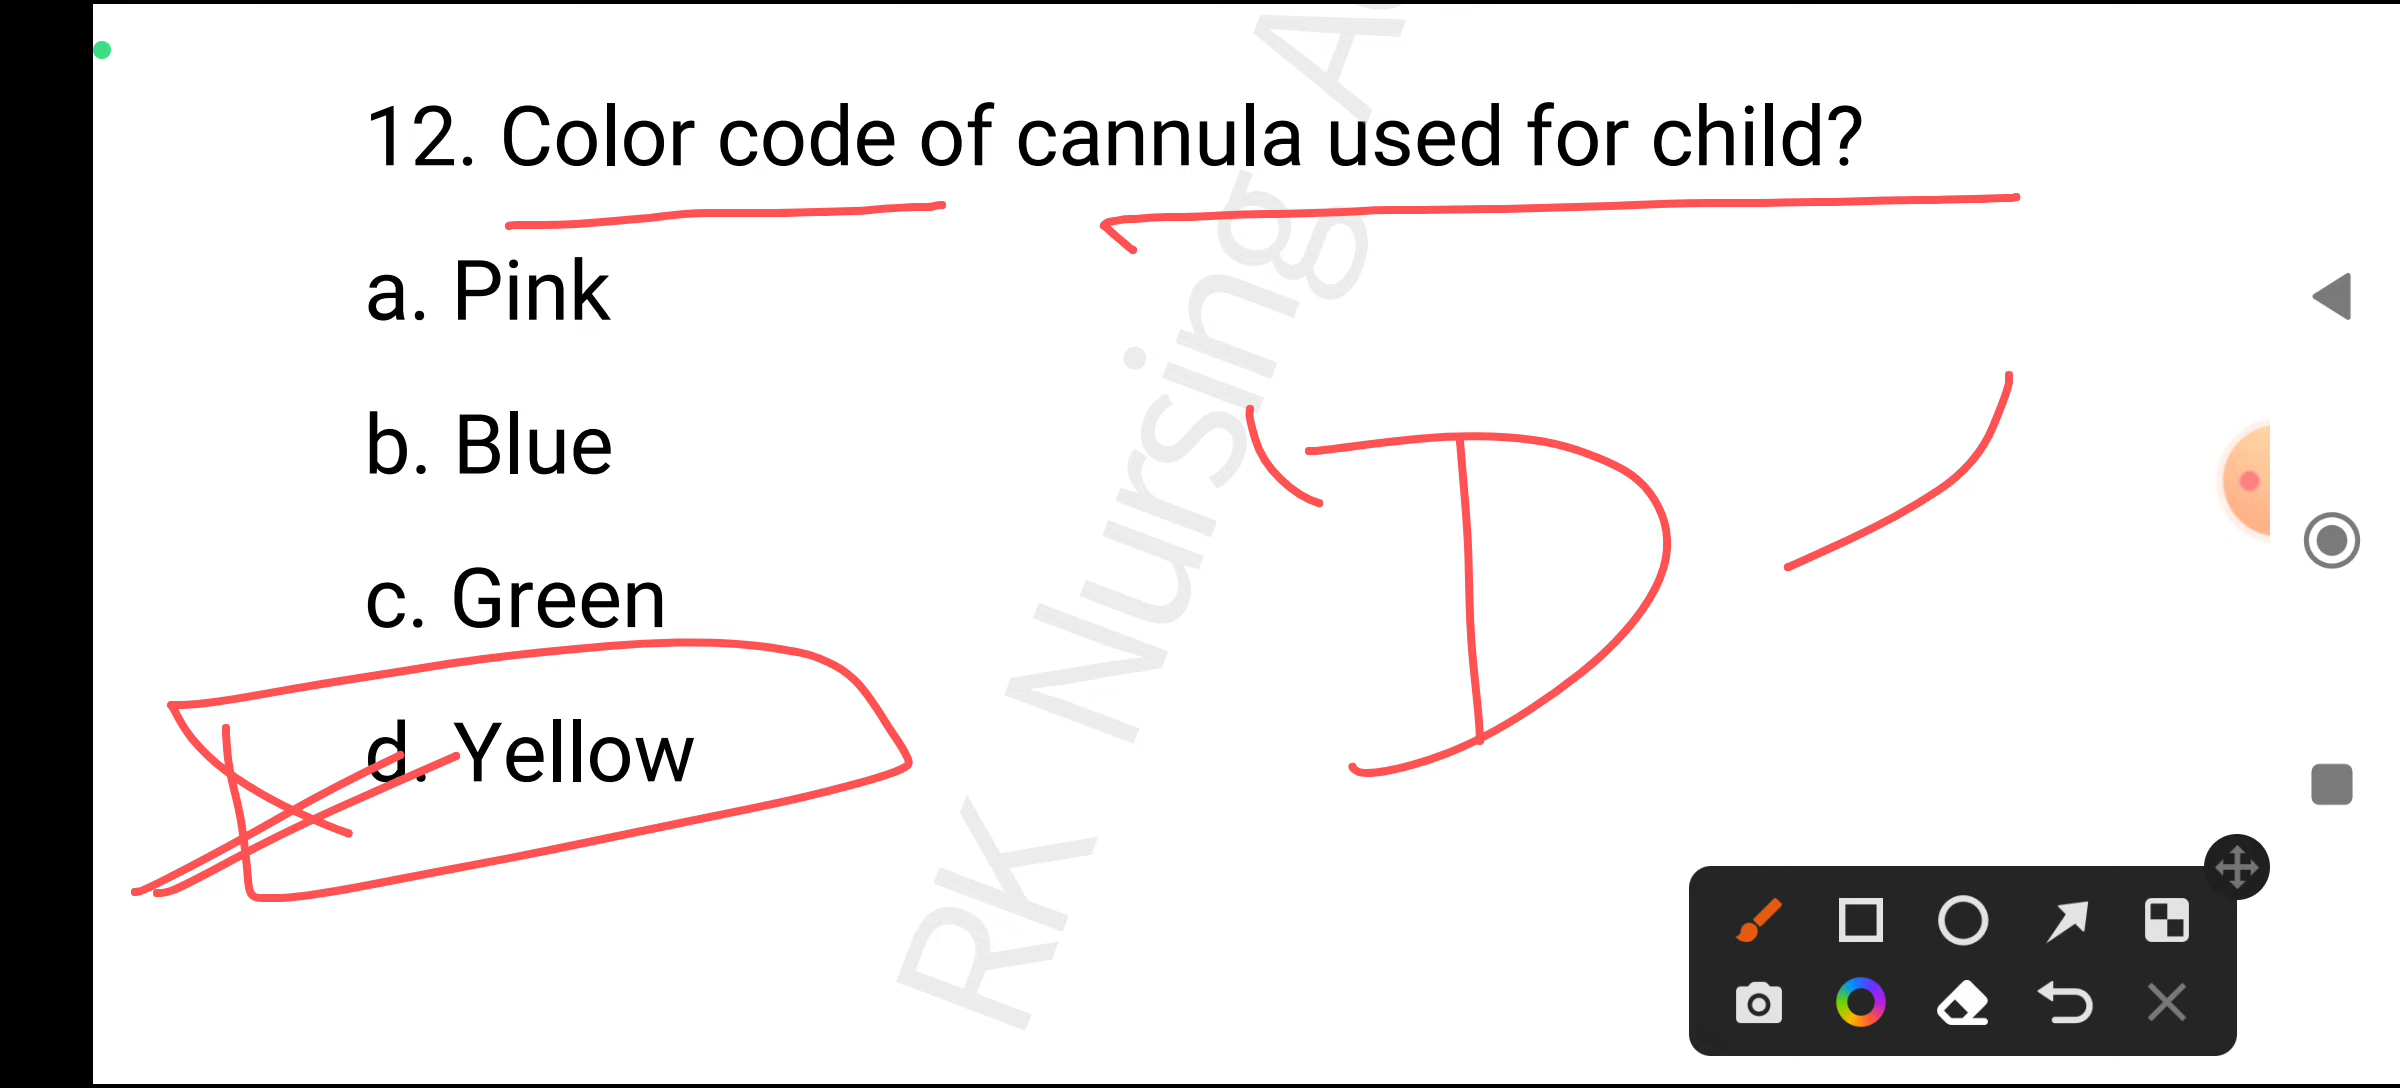 12. Color code of cannula used for child?
a. Pink
b. Blue
c. Green
d. Yellow
D
RK Nursing A